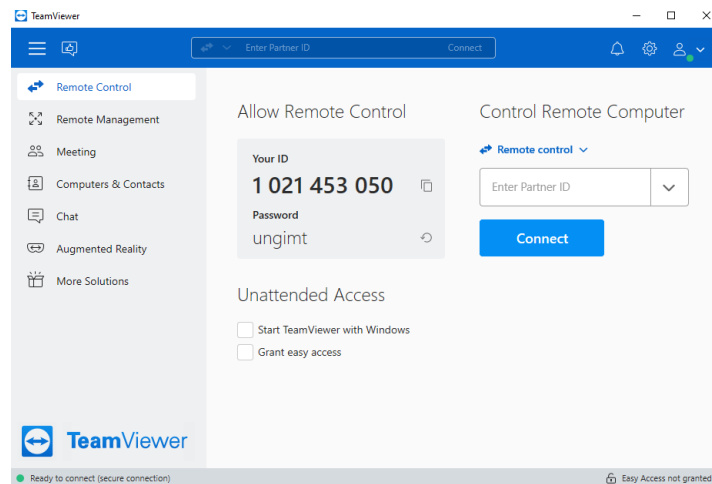 TeamViewer
Enter Partner ID
Connect
Remote Control
Remote Management
Meeting
Computers & Contacts
Chat
Augmented Reality
More Solutions
TeamViewer
Allow Remote Control
Your ID
1 021 453 050
Password
ungimt
Unattended Access
Start TeamViewer with Windows
Grant easy access
Control Remote Computer
Remote control
Enter Partner ID
Connect
Ready to connect (secure connection)
Easy Access not granted